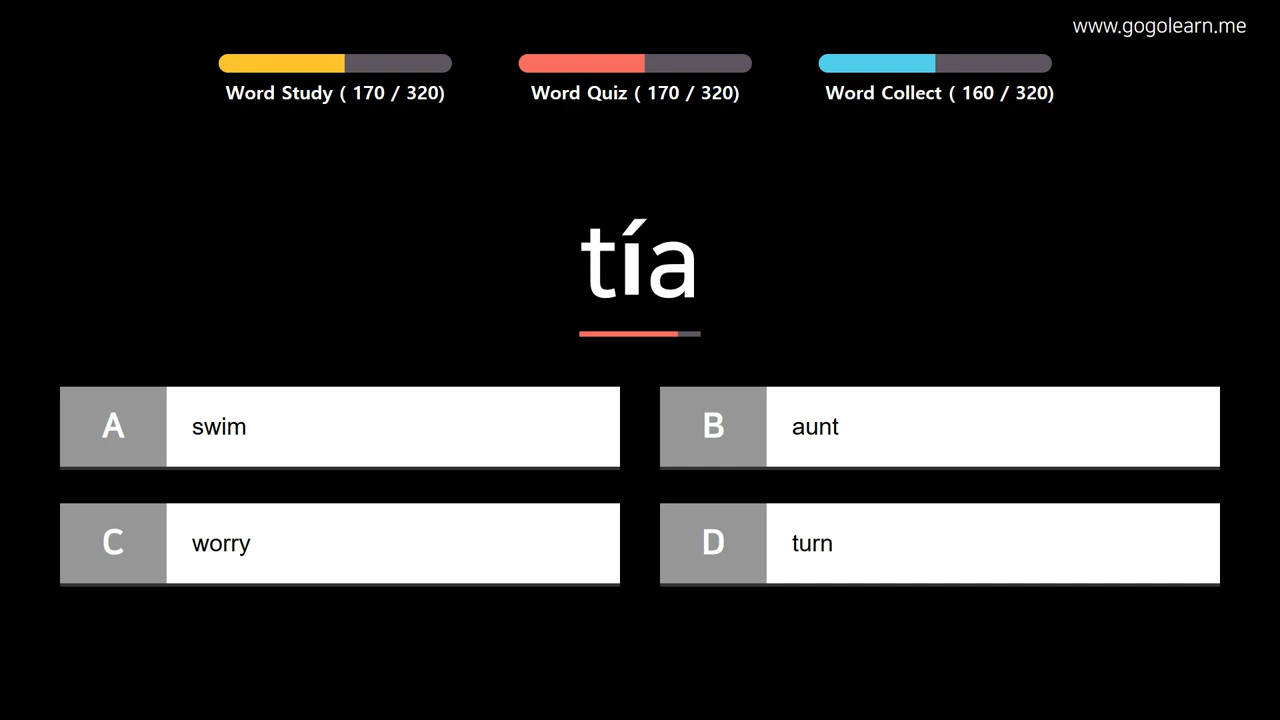 www.gogolearn.me
Word Study ( 170 / 320)
Word Quiz ( 170 / 320)
Word Collect ( 160 / 320)
tía
A swim
B aunt
C worry
D turn